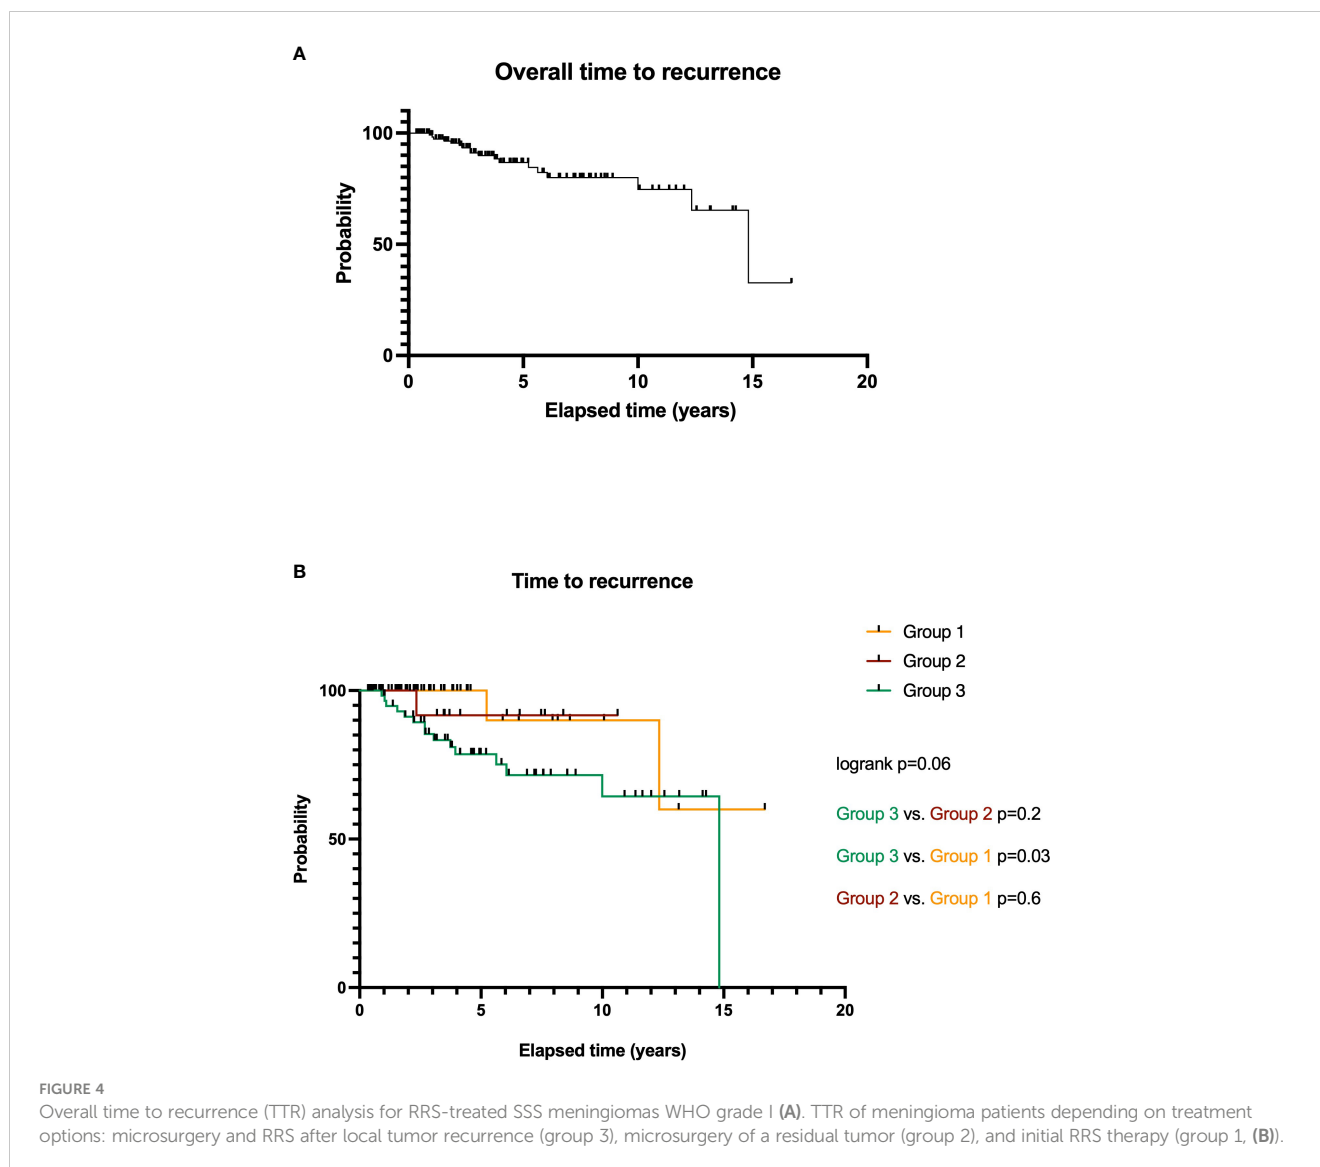 A
Overall time to recurrence
100
50
0
Probability
0 5 10 15 20
Elapsed time (years)
B
Time to recurrence
Group 1
Group 2
Group 3
100
50
0
Probability
0 5 10 15 20
Elapsed time (years)
logrank p=0.06
Group 3 vs. Group 2 p=0.2
Group 3 vs. Group 1 p=0.03
Group 2 vs. Group 1 p=0.6
FIGURE 4
Overall time to recurrence (TTR) analysis for RRS-treated SSS meningiomas WHO grade I (A). TTR of meningioma patients depending on treatment
options: microsurgery and RRS after local tumor recurrence (group 3), microsurgery of a residual tumor (group 2), and initial RRS therapy (group 1, (B)).